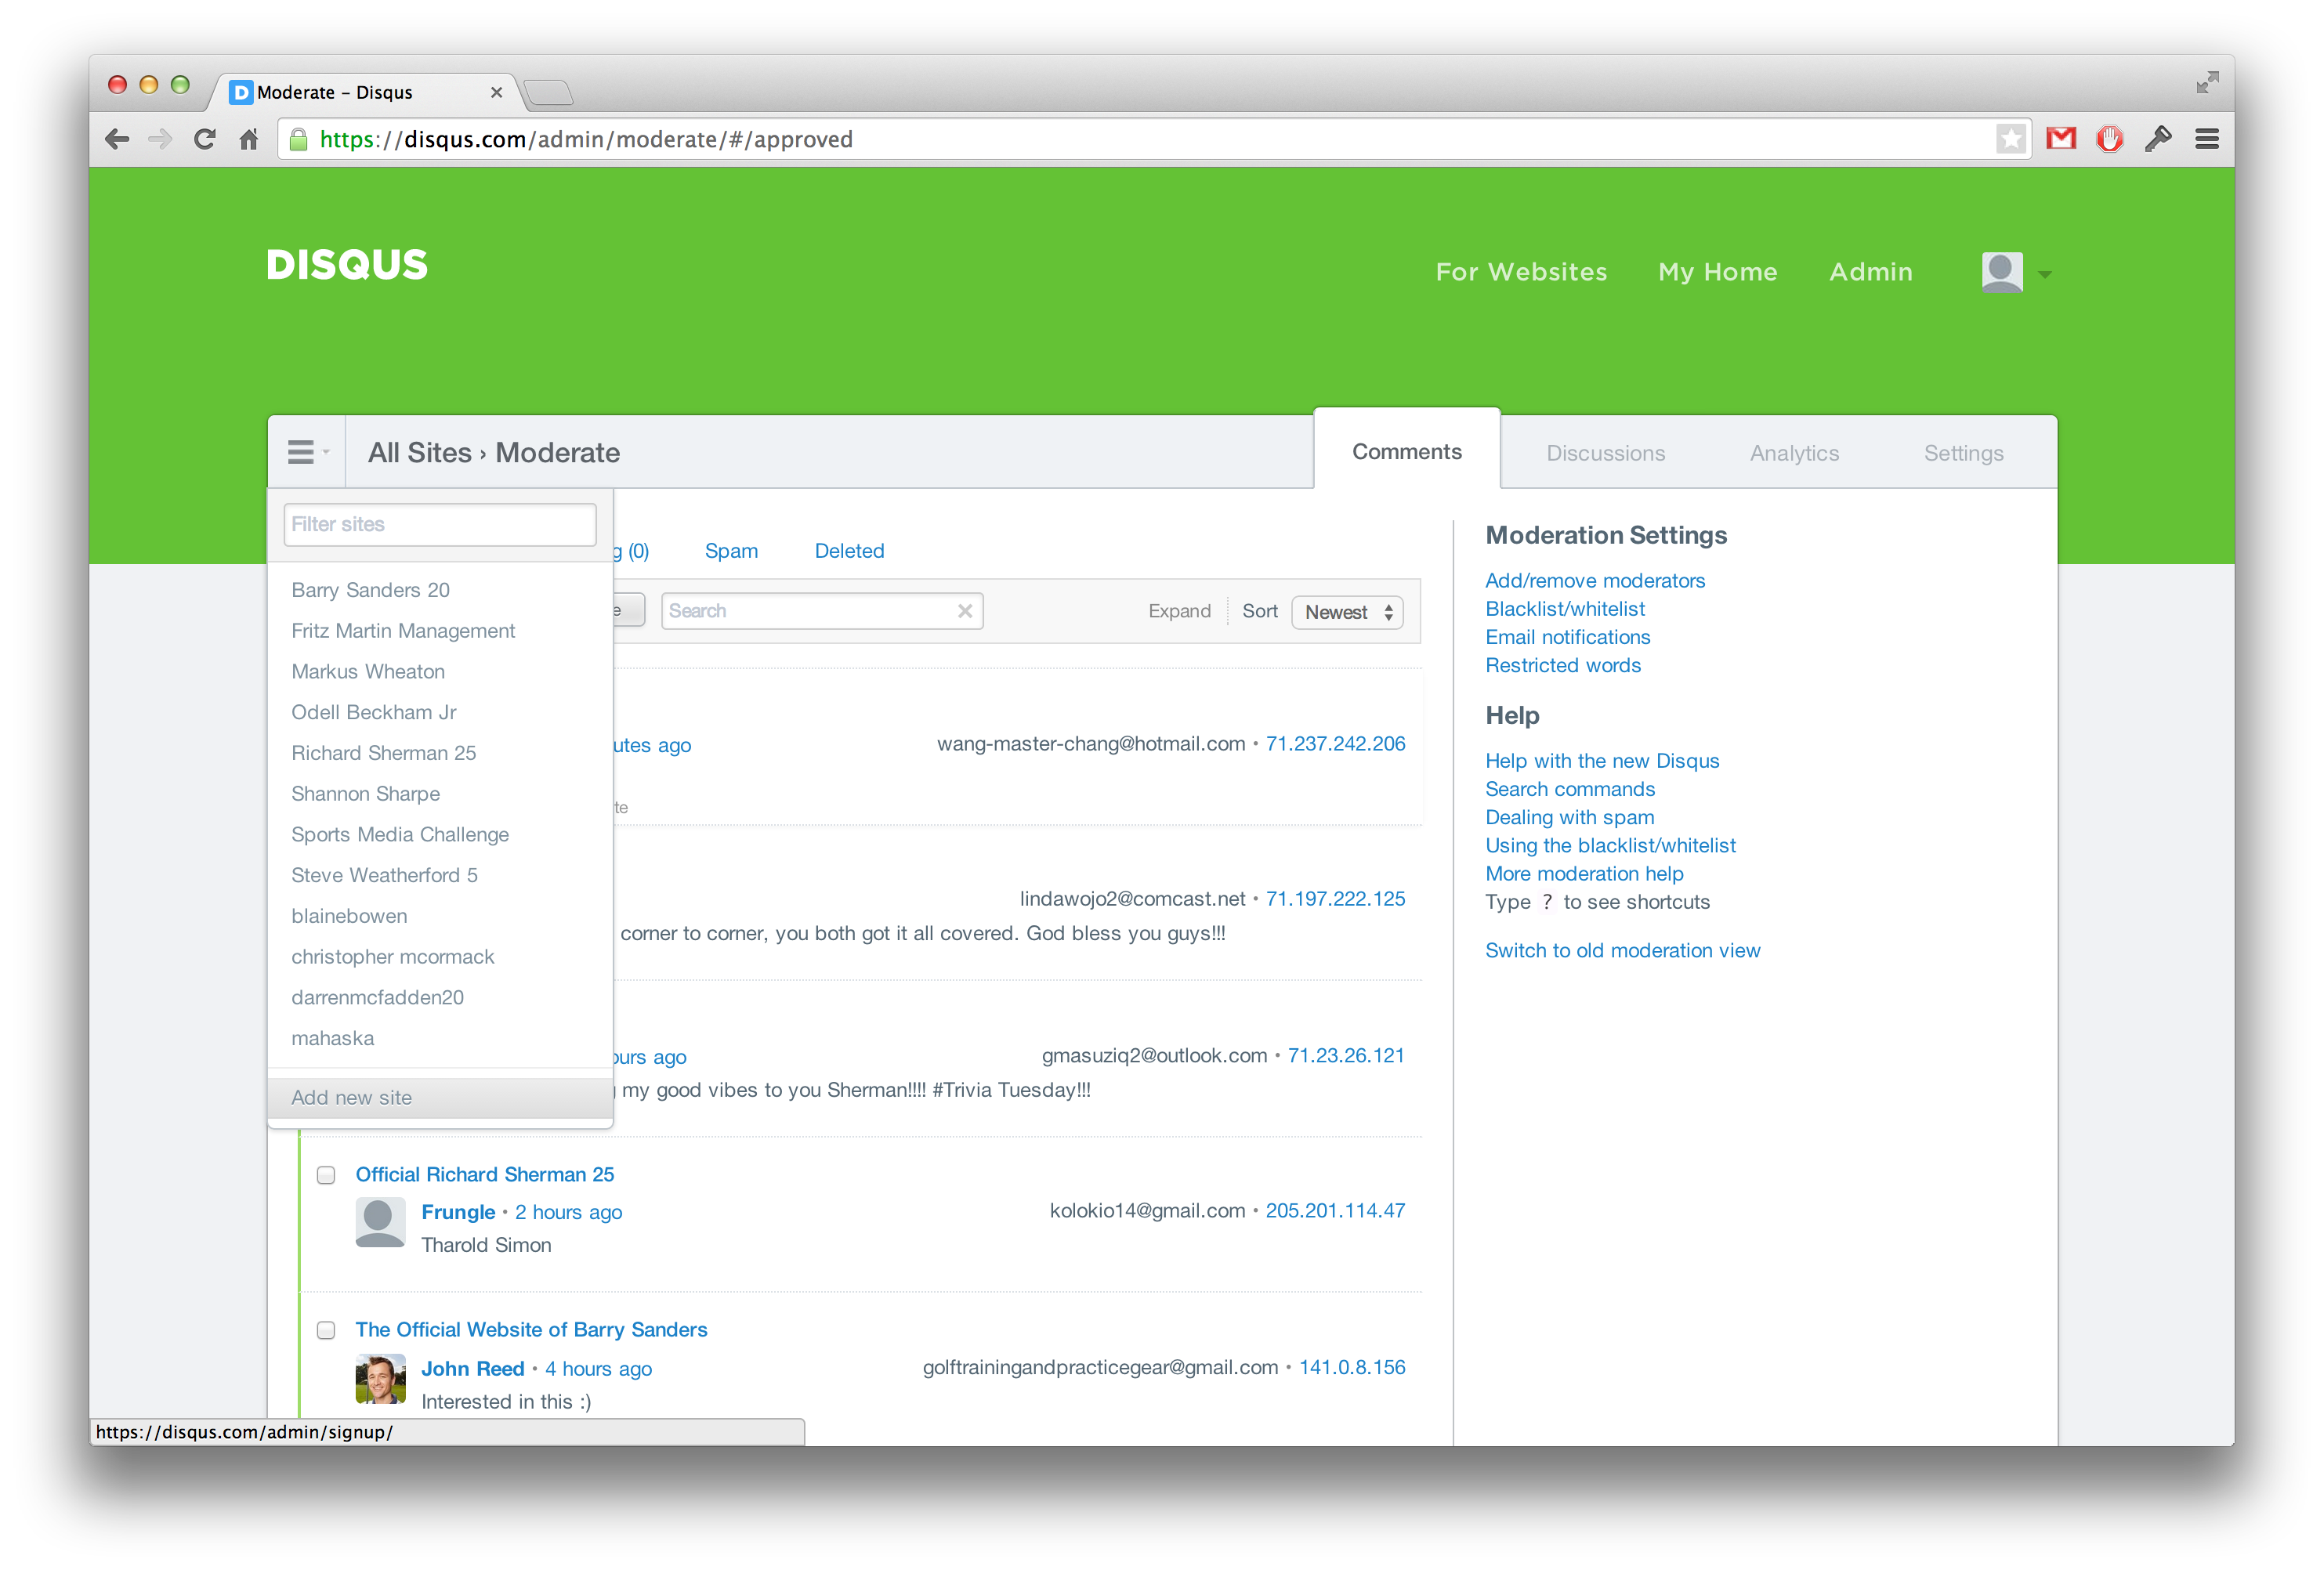 Moderate – Disqus
https://disqus.com/admin/moderate/#/approved
DISQUS
For Websites
My Home
Admin
All Sites › Moderate
Comments
Discussions
Analytics
Settings
Filter sites
Barry Sanders 20
Fritz Martin Management
Markus Wheaton
Odell Beckham Jr
Richard Sherman 25
Shannon Sharpe
Sports Media Challenge
Steve Weatherford 5
blainebowen
christopher mcormack
darrenmcfadden20
mahaska
Add new site
(0)
Spam
Deleted
Search
Expand
Sort
Newest
ago
wang-master-chang@hotmail.com • 71.237.242.206
lindawojo2@comcast.net • 71.197.222.125
corner to corner, you both got it all covered. God bless you guys!!!
ago
gmasuziq2@outlook.com • 71.23.26.121
my good vibes to you Sherman!!!! #Trivia Tuesday!!!
Official Richard Sherman 25
Frungle • 2 hours ago
kolokio14@gmail.com • 205.201.114.47
Tharold Simon
The Official Website of Barry Sanders
John Reed • 4 hours ago
golftrainingandpracticegear@gmail.com • 141.0.8.156
Interested in this :)
Moderation Settings
Add/remove moderators
Blacklist/whitelist
Email notifications
Restricted words
Help
Help with the new Disqus
Search commands
Dealing with spam
Using the blacklist/whitelist
More moderation help
Type ? to see shortcuts
Switch to old moderation view
https://disqus.com/admin/signup/